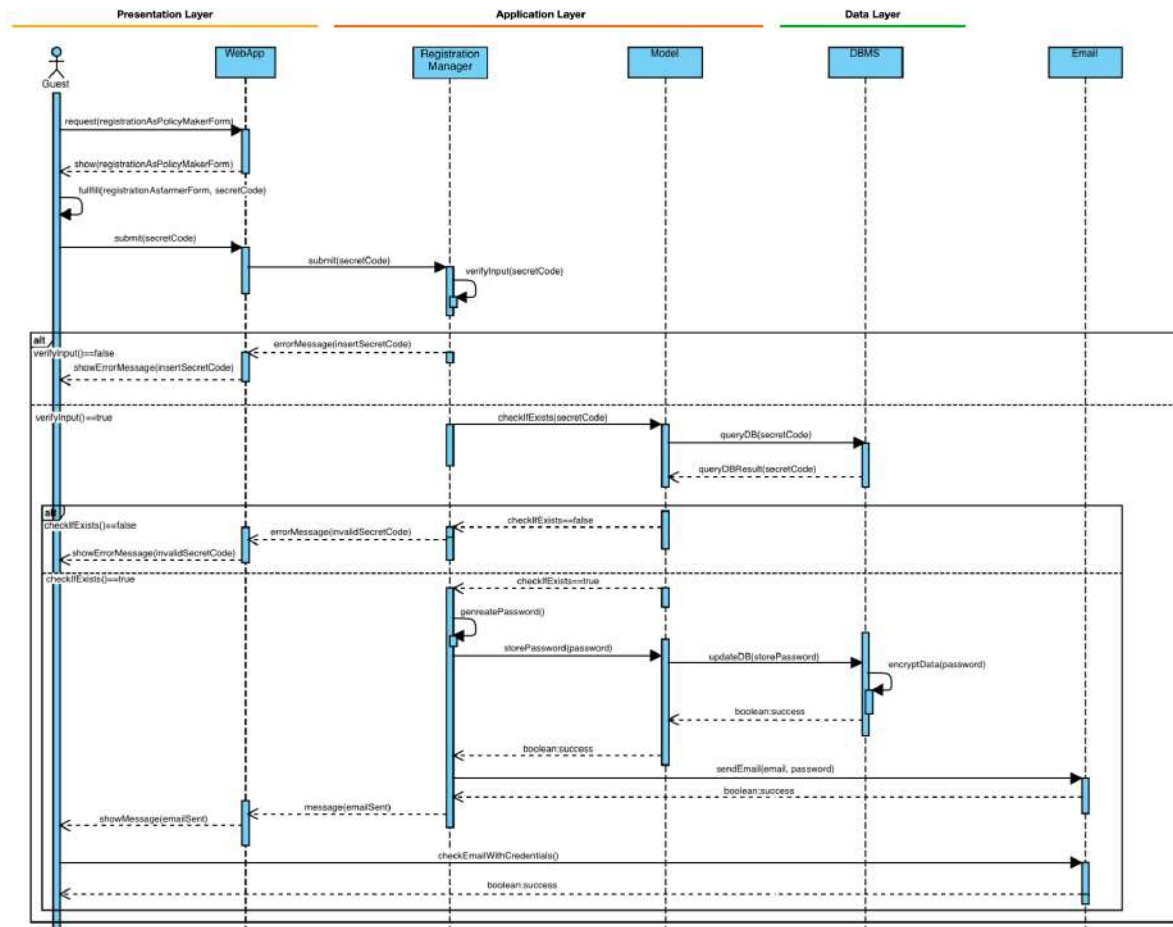 Presentation Layer
Application Layer
Data Layer
Guest
WebApp
Registration
Manager
Model
DBMS
Email
request(registrationAsPolicyMakerForm)
show(registrationAsPolicyMakerForm)
fullfill(registrationAsfarmerForm, secretCode)
submit(secretCode)
submit(secretCode)
verifyInput(secretCode)
alt
verifyInput()==false
errorMessage(insertSecretCode)
showErrorMessage(insertSecretCode)
verifyInput()==true
checkIfExists(secretCode)
queryDB(secretCode)
queryDBResult(secretCode)
alt
checkIfExists()==false
checkIfExists==false
errorMessage(invalidSecretCode)
showErrorMessage(invalidSecretCode)
checkIfExists()==true
checkIfExists==true
genreatePassword()
storePassword(password)
updateDB(storePassword)
encryptData(password)
boolean:success
boolean:success
sendEmail(email, password)
boolean:success
message(emailSent)
showMessage(emailSent)
checkEmailWithCredentials()
boolean:success